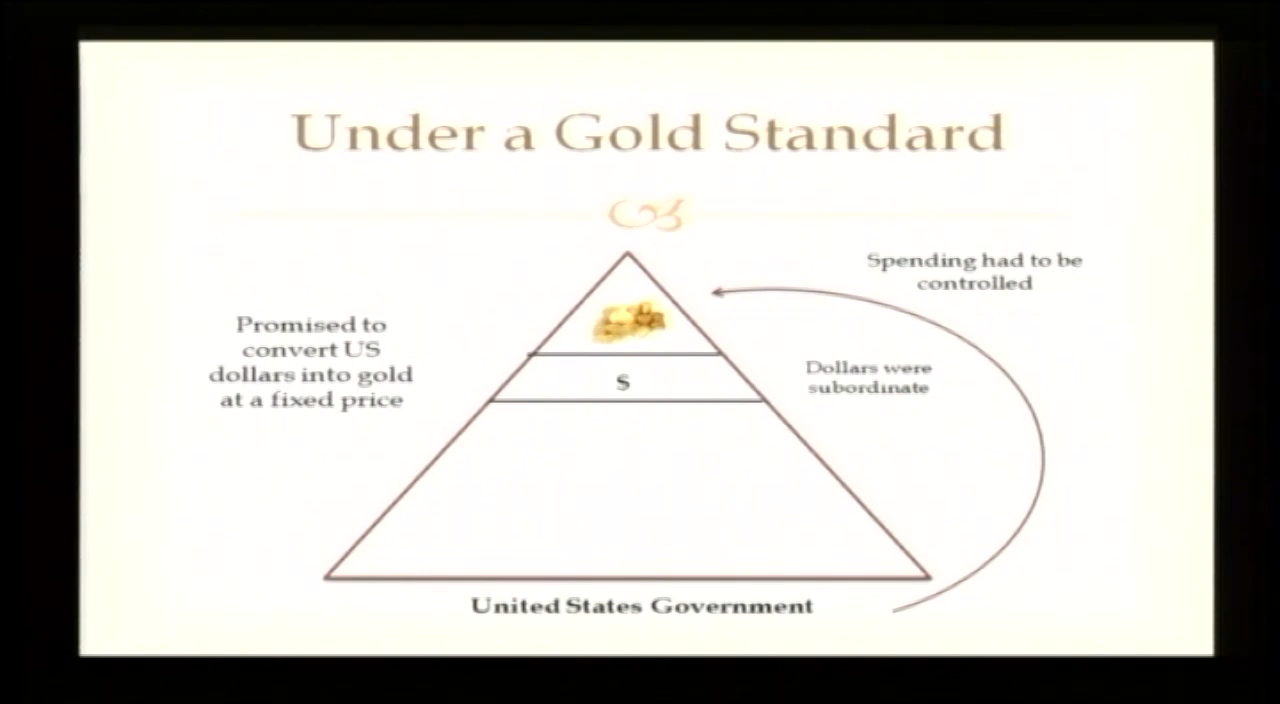 Under a Gold Standard
Spending had to be
controlled
Promised to
convert US
dollars into gold
at a fixed price
Dollars were
subordinate
$
United States Government